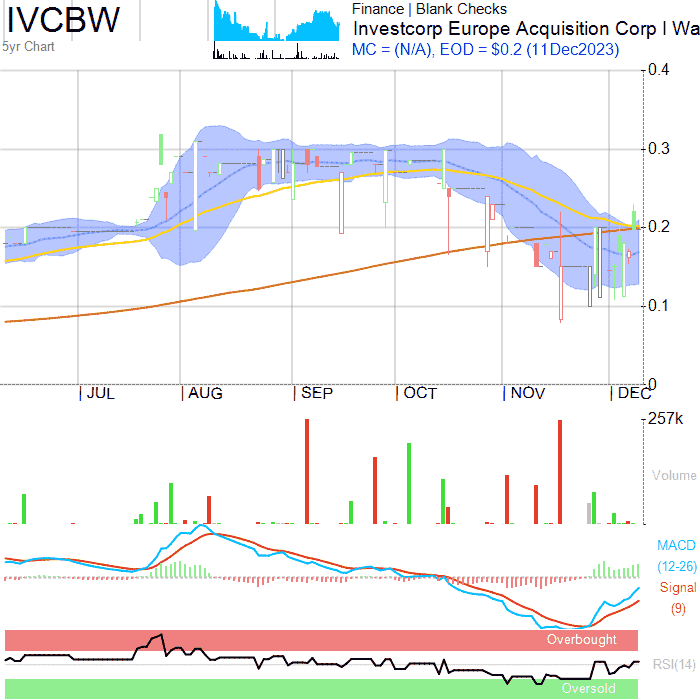 IVCBW
5yr Chart
Finance | Blank Checks
Investcorp Europe Acquisition Corp I Wa
MC = (N/A), EOD = $0.2 (11Dec2023)
0.4
0.3
0.2
0.1
0
JUL AUG SEP OCT NOV DEC
257k
Volume
MACD
(12-26)
Signal
(9)
Overbought
RSI(14)
Oversold